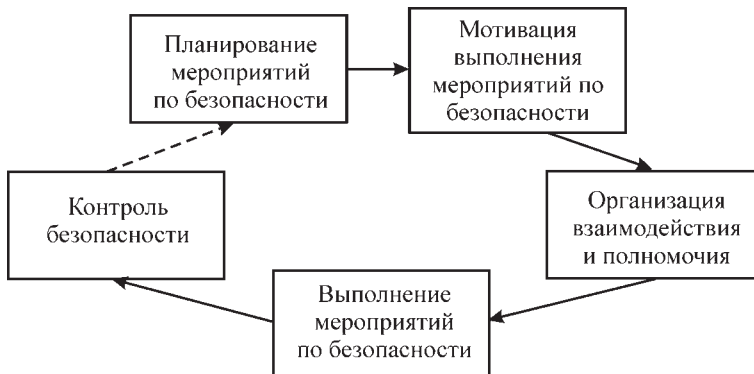 Планирование
мероприятий
по безопасности
Мотивация
выполнения
мероприятий по
безопасности
Организация
взаимодействия
и полномочия
Выполнение
мероприятий
по безопасности
Контроль
безопасности